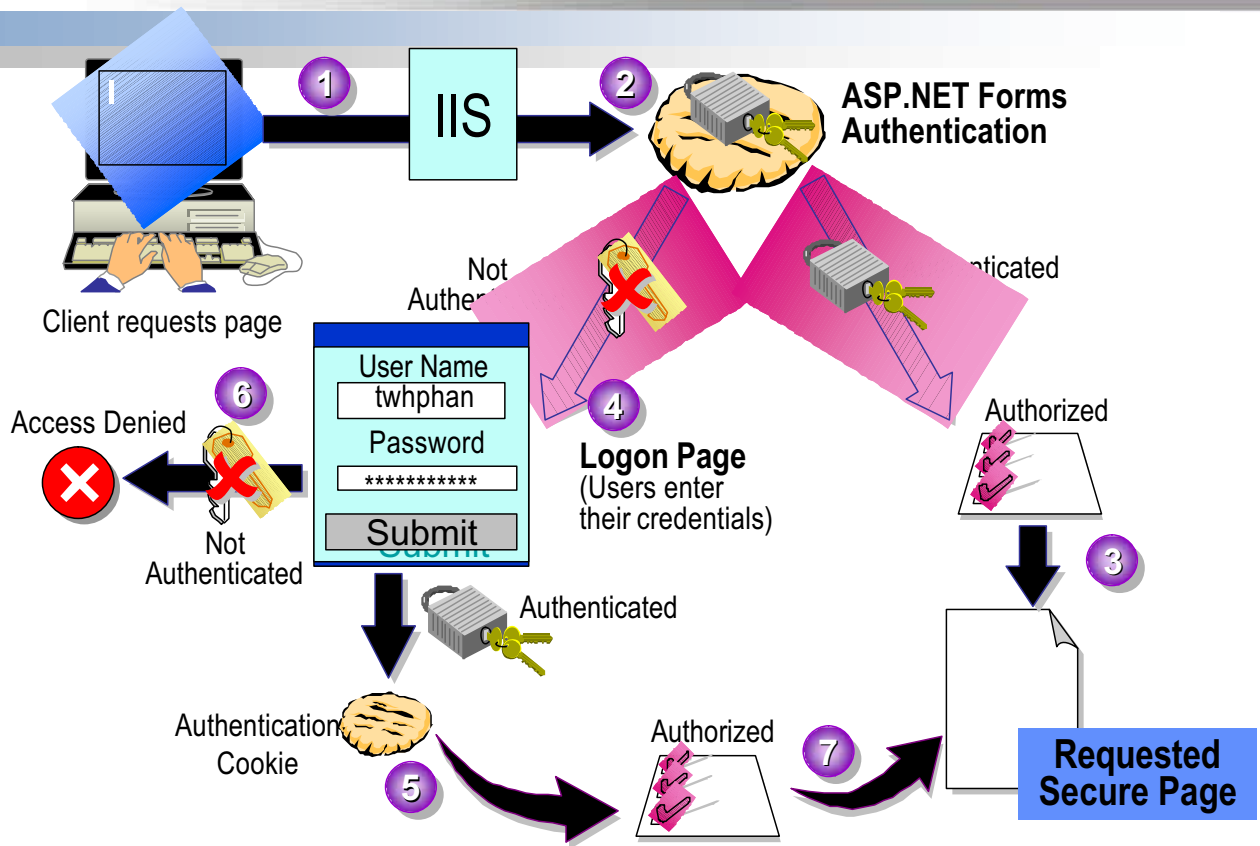 1
IIS
2
ASP.NET Forms
Authentication
Client requests page
Not
nticated
User Name
twhphan
Password
***********
Submit
4
Logon Page
(Users enter
their credentials)
6
Access Denied
Not
Authenticated
Authorized
3
Authenticated
Authentication
Cookie
5
Authorized
7
Requested
Secure Page